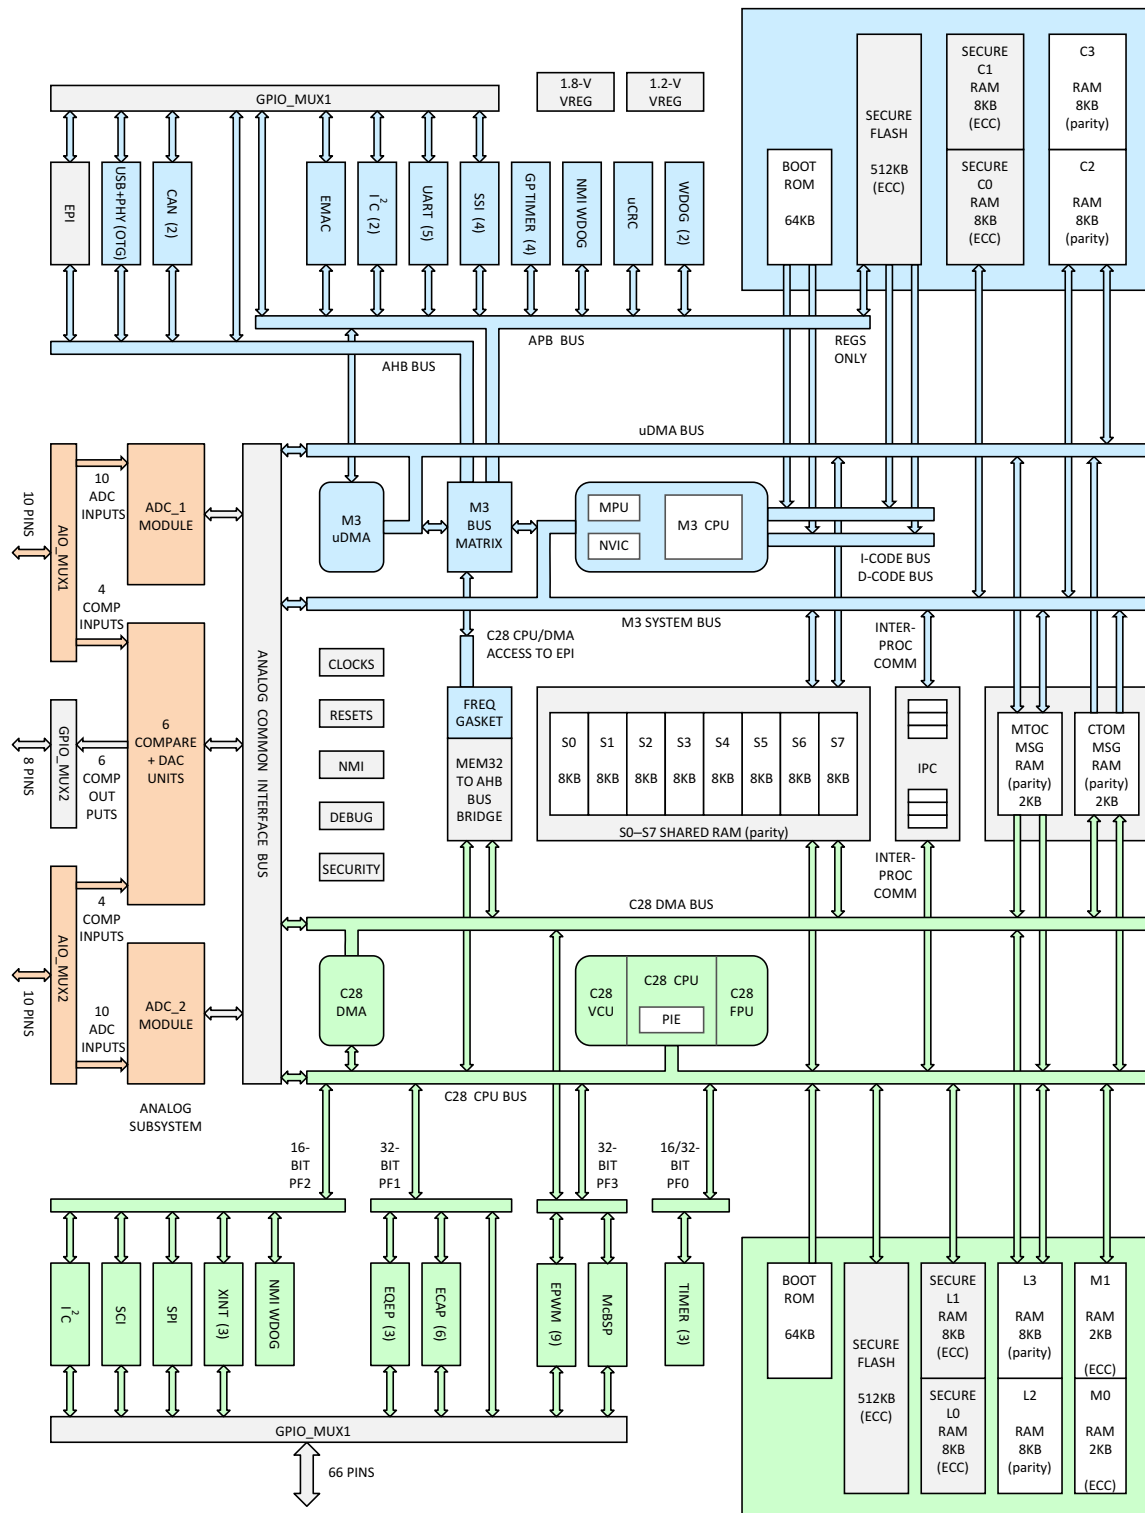 GPIO_MUX1
1.8-V
VREG
1.2-V
VREG
SECURE
FLASH
512KB
(ECC)
SECURE
C1
RAM
8KB
(ECC)
C3
RAM
8KB
(parity)
BOOT
ROM
64KB
SECURE
C0
RAM
8KB
(ECC)
C2
RAM
8KB
(parity)
EPI
USB+PHY (OTG)
CAN (2)
EMAC
I2C (2)
UART (5)
SSI (4)
GP TIMER (4)
NMI WDOG
uCRC
WDOG (2)
APB BUS
AHB BUS
REGS
ONLY
uDMA BUS
10 PINS
AIO_MUX1
10
ADC
INPUTS
ADC_1
MODULE
M3
uDMA
M3
BUS
MATRIX
MPU
NVIC
M3 CPU
I-CODE BUS
D-CODE BUS
4
COMP
INPUTS
M3 SYSTEM BUS
C28 CPU/DMA
ACCESS TO EPI
INTER-
PROC
COMM
ANALOG COMMON INTERFACE BUS
CLOCKS
RESETS
NMI
DEBUG
SECURITY
8 PINS
GPIO_MUX2
6
COMP
OUT
PUTS
6
COMPARE
+ DAC
UNITS
FREQ
GASKET
MEM32
TO AHB
BUS
BRIDGE
S0
8KB
S1
8KB
S2
8KB
S3
8KB
S4
8KB
S5
8KB
S6
8KB
S7
8KB
S0–S7 SHARED RAM (parity)
IPC
MTOC
MSG
RAM
(parity)
2KB
CTOM
MSG
RAM
(parity)
2KB
INTER-
PROC
COMM
4
COMP
INPUTS
C28 DMA BUS
10 PINS
AIO_MUX2
10
ADC
INPUTS
ADC_2
MODULE
C28
DMA
C28
VCU
C28 CPU
PIE
C28
FPU
C28 CPU BUS
ANALOG
SUBSYSTEM
16-
BIT
PF2
32-
BIT
PF1
32-
BIT
PF3
16/32-
BIT
PF0
I2C
SCI
SPI
XINT (3)
NMI WDOG
EQEP (3)
ECAP (6)
EPWM (9)
McBSP
TIMER (3)
BOOT
ROM
64KB
SECURE
FLASH
512KB
(ECC)
SECURE
L1
RAM
8KB
(ECC)
L3
RAM
8KB
(parity)
M1
RAM
2KB
(ECC)
SECURE
L0
RAM
8KB
(ECC)
L2
RAM
8KB
(parity)
M0
RAM
2KB
(ECC)
GPIO_MUX1
66 PINS